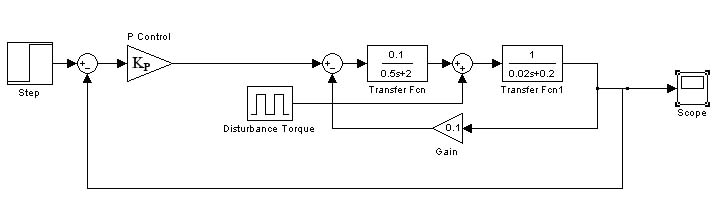 P Control
+
−
KP
+
−
0.1
0.5s+2
+
+
1
0.02s+0.2
Step
Transfer Fcn
Transfer Fcn1
Scope
Disturbance Torque
0.1
Gain